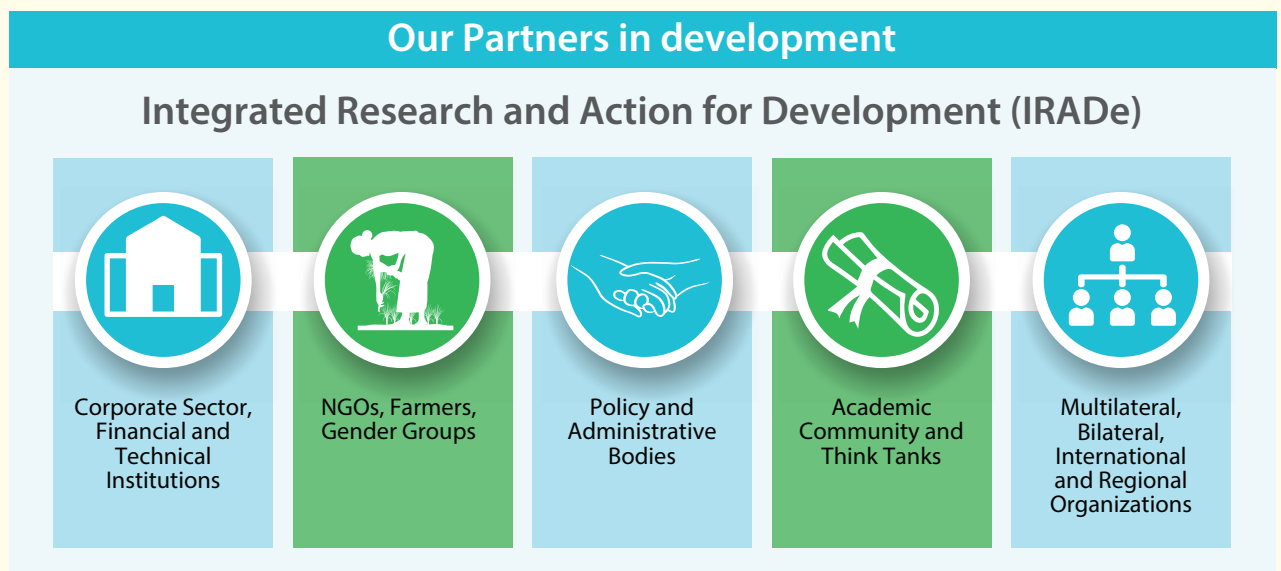 Our Partners in development
Integrated Research and Action for Development (IRADe)
Corporate Sector,
Financial and
Technical
Institutions
NGOs, Farmers,
Gender Groups
Policy and
Administrative
Bodies
Academic
Community and
Think Tanks
Multilateral,
Bilateral,
International
and Regional
Organizations